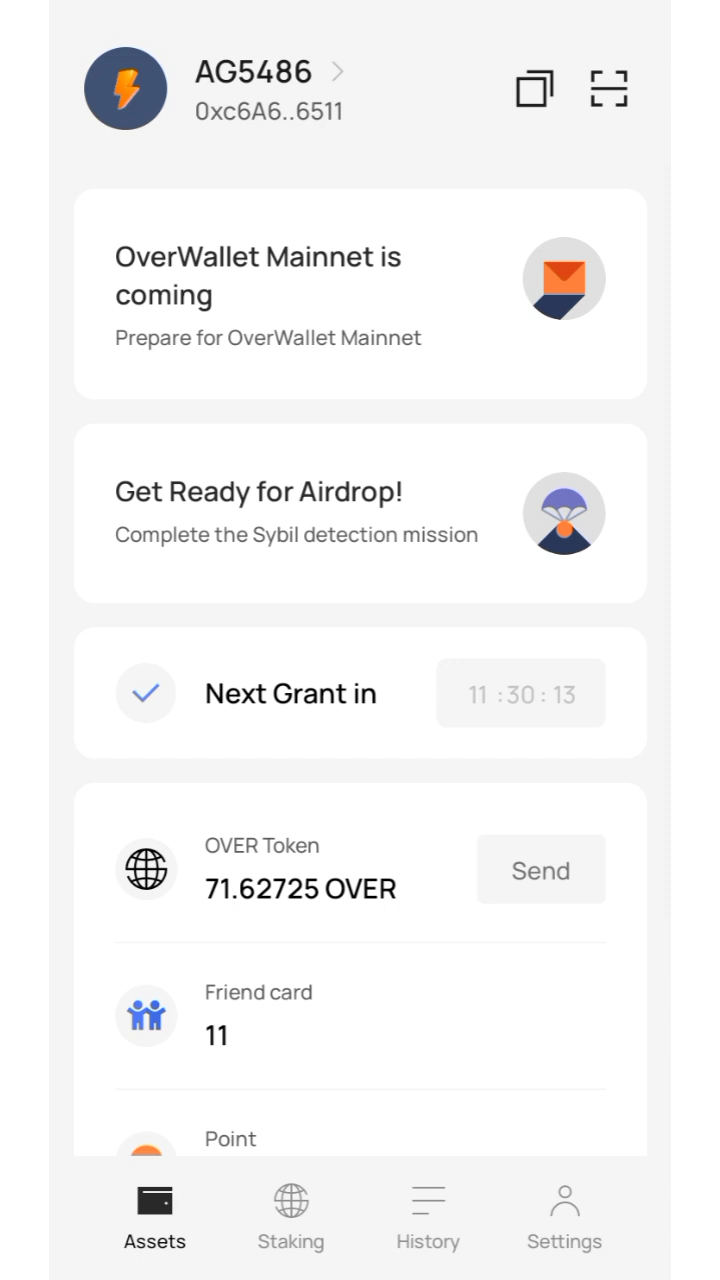 AG5486
0xc6A6..6511
OverWallet Mainnet is
coming
Prepare for OverWallet Mainnet
Get Ready for Airdrop!
Complete the Sybil detection mission
Next Grant in
11 : 30 : 13
OVER Token
71.62725 OVER
Send
Friend card
11
Point
Assets
Staking
History
Settings